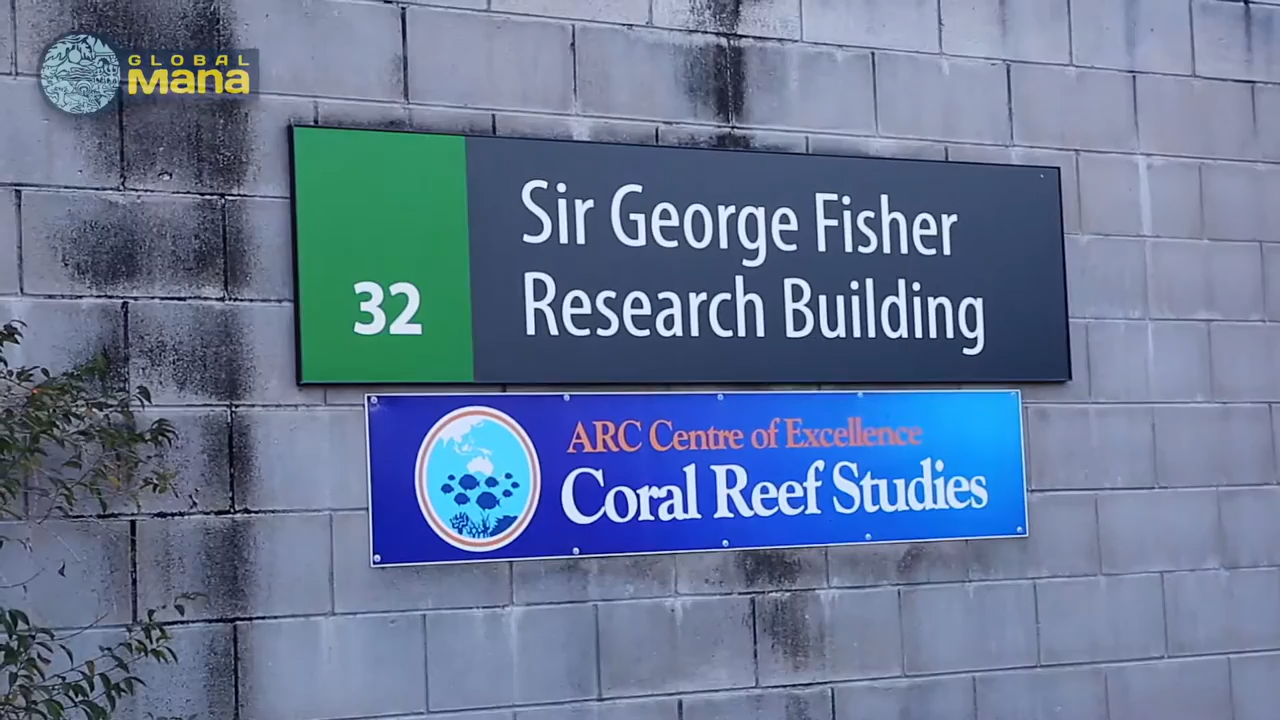 GLOBAL
Mana
32
Sir George Fisher
Research Building
ARC Centre of Excellence
Coral Reef Studies